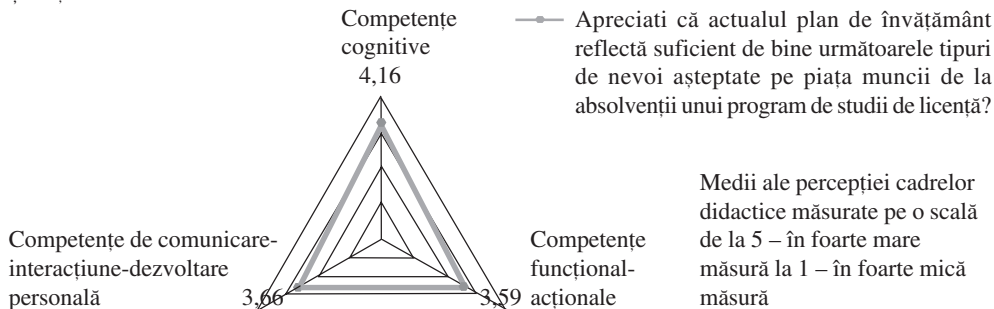 Competențe
cognitive
4,16
Apreciati că actualul plan de învățământ
reflectă suficient de bine următoarele tipuri
de nevoi așteptate pe piața muncii de la
absolvenții unui program de studii de licență?
Medii ale percepției cadrelor
didactice măsurate pe o scală
de la 5 – în foarte mare
măsură la 1 – în foarte mică
măsură
Competențe de comunicare-
interacțiune-dezvoltare
personală
3,66
3,59
Competențe
funcțional-
acționale